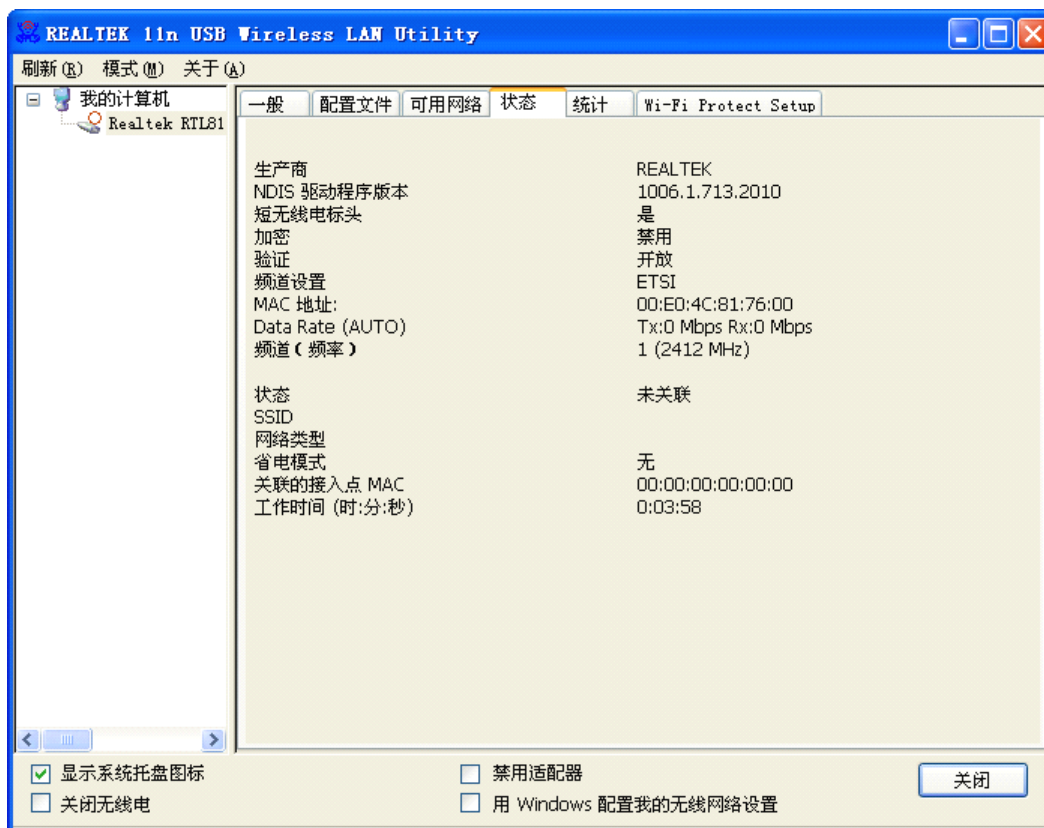 REALTEK 11n USB Wireless LAN Utility
刷新(R) 模式(M) 关于(A)
我的计算机
Realtek RTL81
一般 配置文件 可用网络 状态 统计 Wi-Fi Protect Setup
生产商 REALTEK
NDIS 驱动程序版本 1006.1.713.2010
短无线电标头 是
加密 禁用
验证 开放
频道设置 ETSI
MAC 地址: 00:E0:4C:81:76:00
Data Rate (AUTO) Tx:0 Mbps Rx:0 Mbps
频道(频率) 1 (2412 MHz)
状态 未关联
SSID
网络类型
省电模式 无
关联的接入点 MAC 00:00:00:00:00:00
工作时间 (时:分:秒) 0:03:58
显示系统托盘图标 禁用适配器 关闭
关闭无线电 用 Windows 配置我的无线网络设置